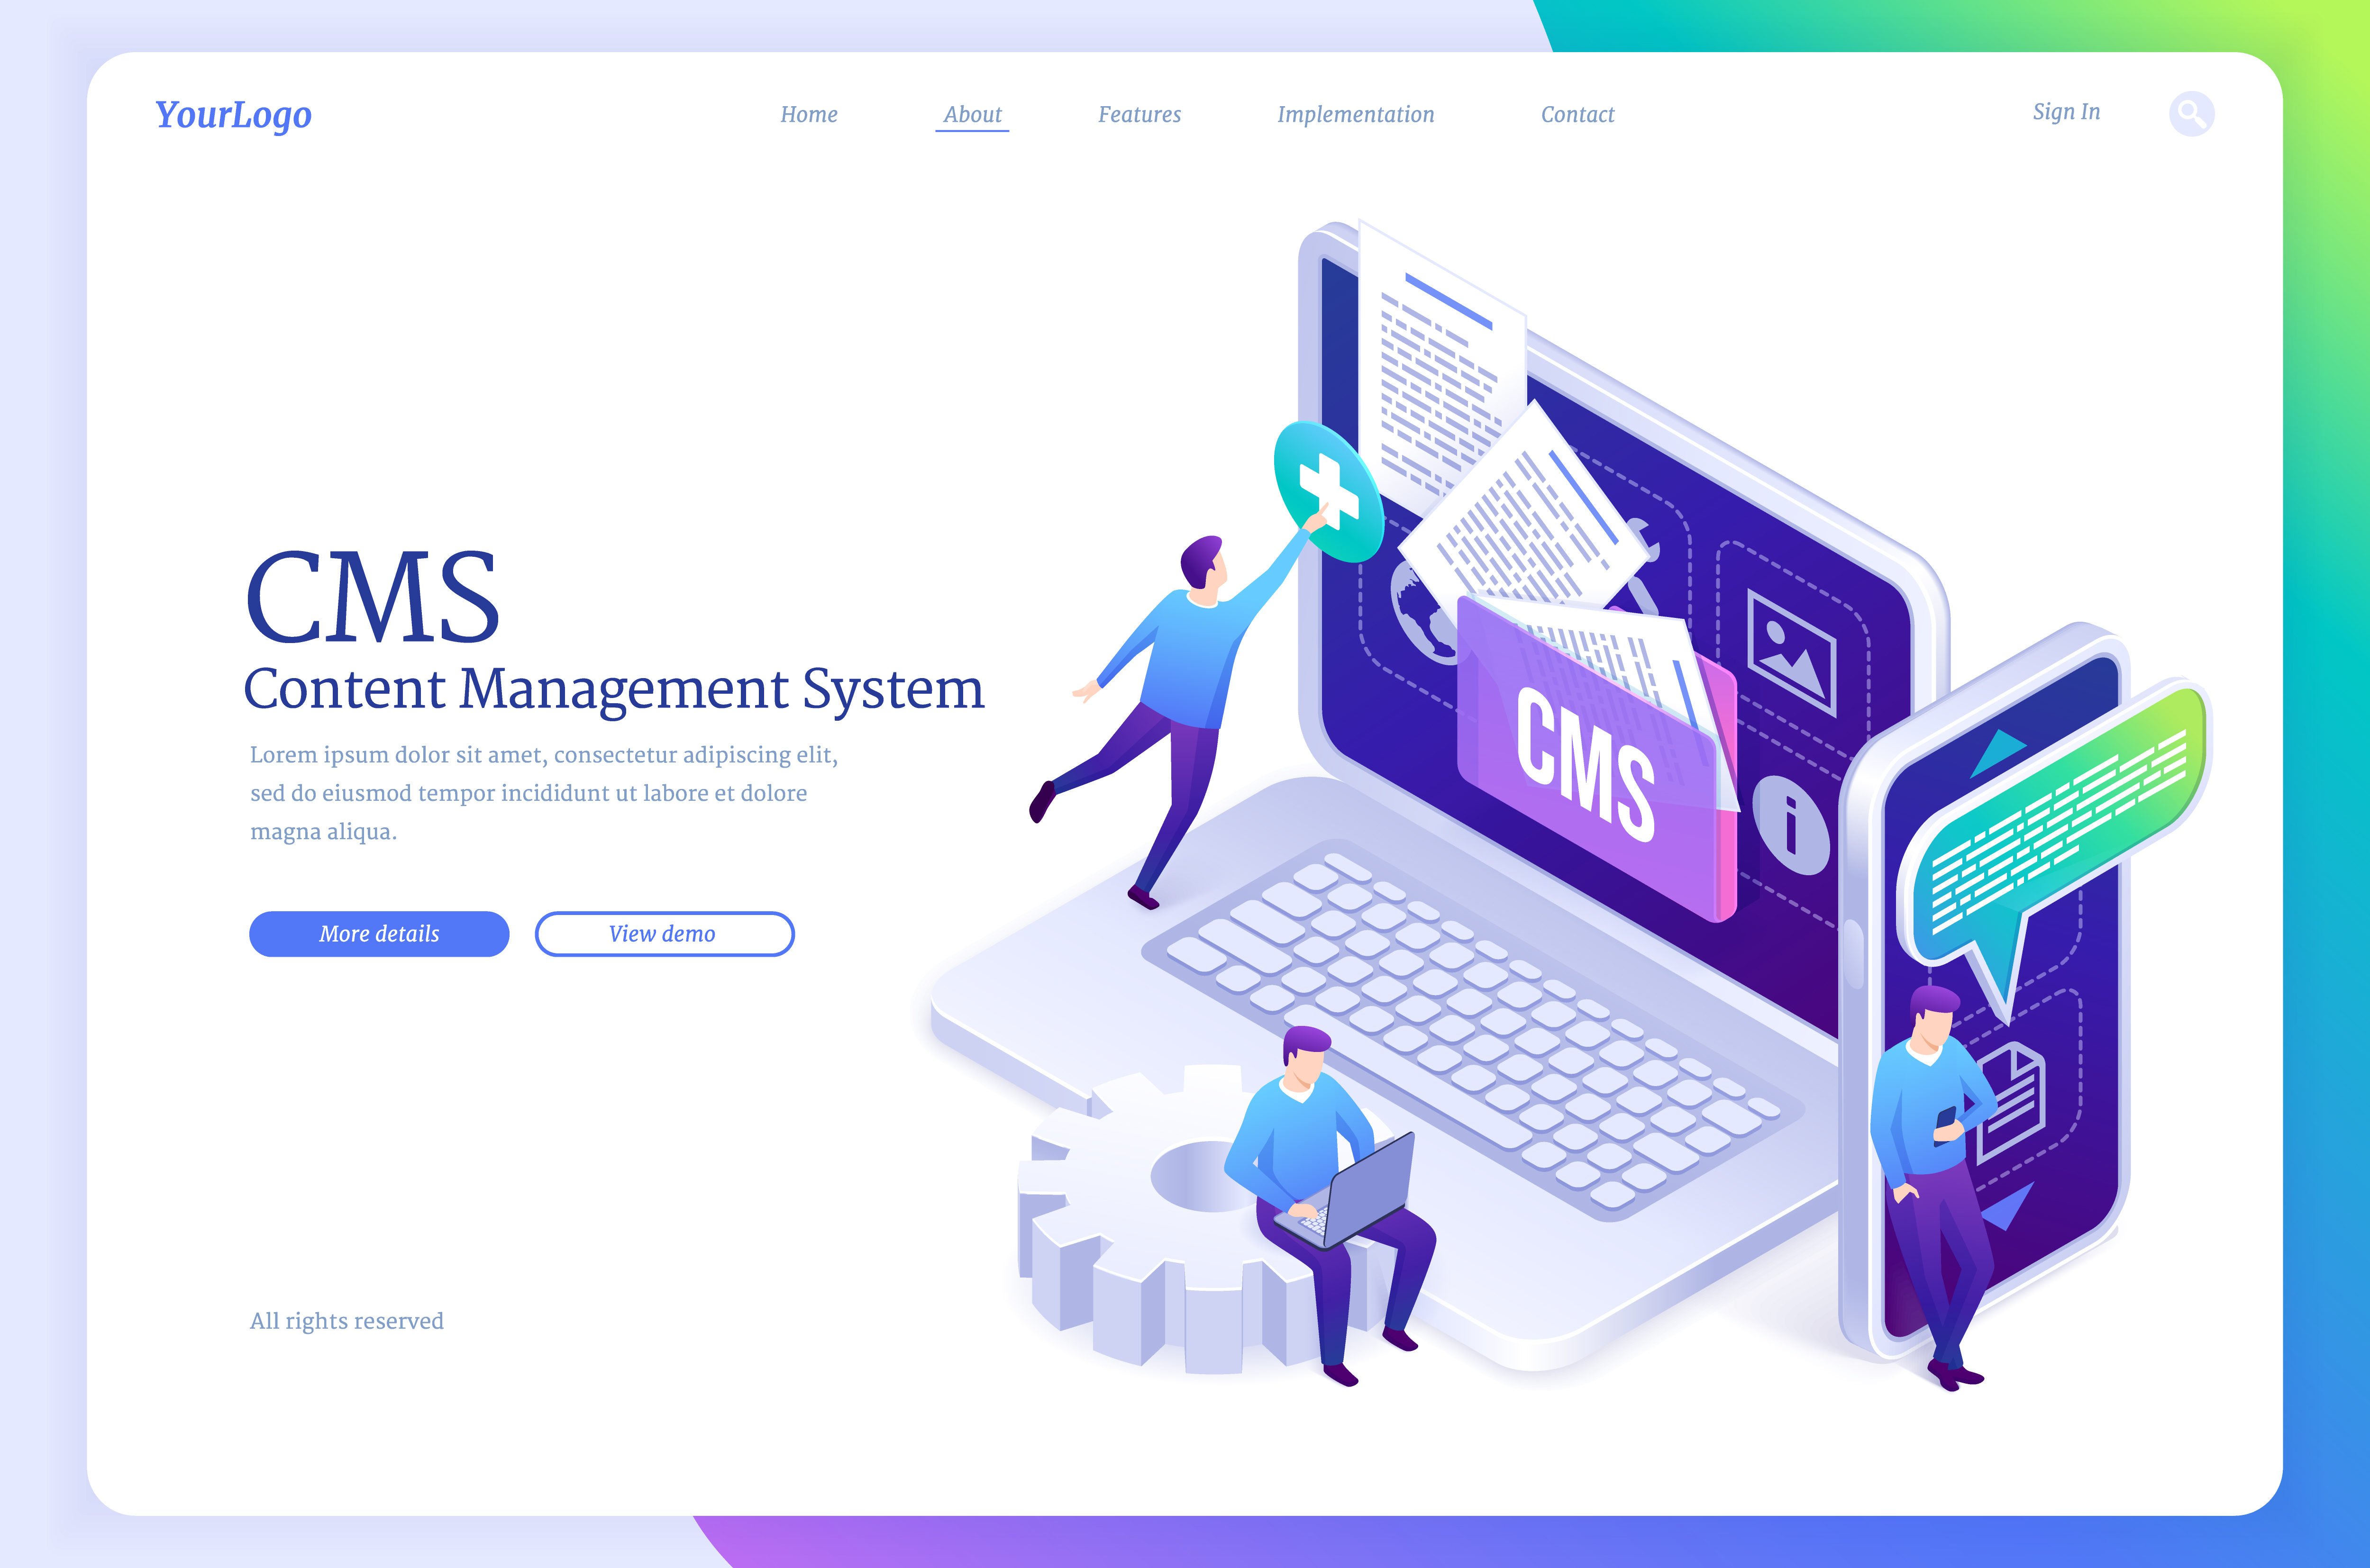 YourLogo
Home
About
Features
Implementation
Contact
Sign In
CMS
Content Management System
Lorem ipsum dolor sit amet, consectetur adipiscing elit,
sed do eiusmod tempor incididunt ut labore et dolore
magna aliqua.
More details
View demo
CMS
i
All rights reserved